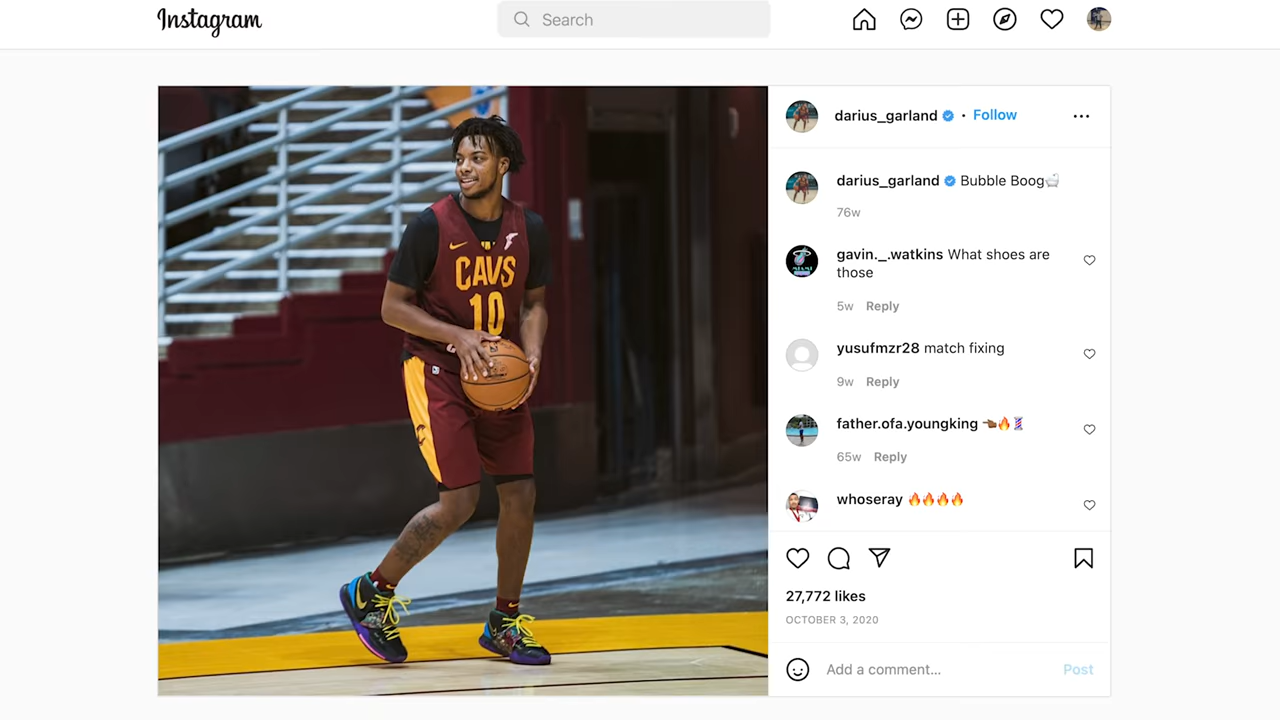 Instagram
Search
darius_garland • Follow
darius_garland Bubble Boog🛁
76w
gavin._.watkins What shoes are
those
5w Reply
yusufmzr28 match fixing
9w Reply
father.ofa.youngking 👈🏾🔥💈
65w Reply
whoseray 🔥🔥🔥🔥
CAVS
10
27,772 likes
OCTOBER 3, 2020
Add a comment...
Post